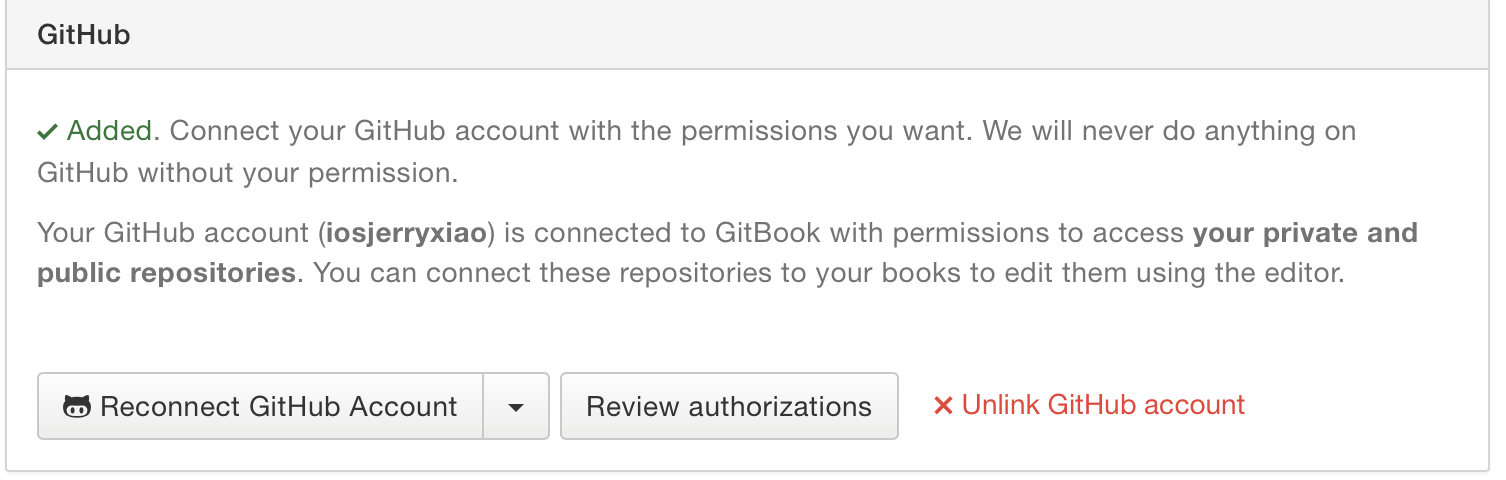 GitHub
Added. Connect your GitHub account with the permissions you want. We will never do anything on
GitHub without your permission.
Your GitHub account (iosjerryxiao) is connected to GitBook with permissions to access your private and
public repositories. You can connect these repositories to your books to edit them using the editor.
Reconnect GitHub Account Review authorizations Unlink GitHub account